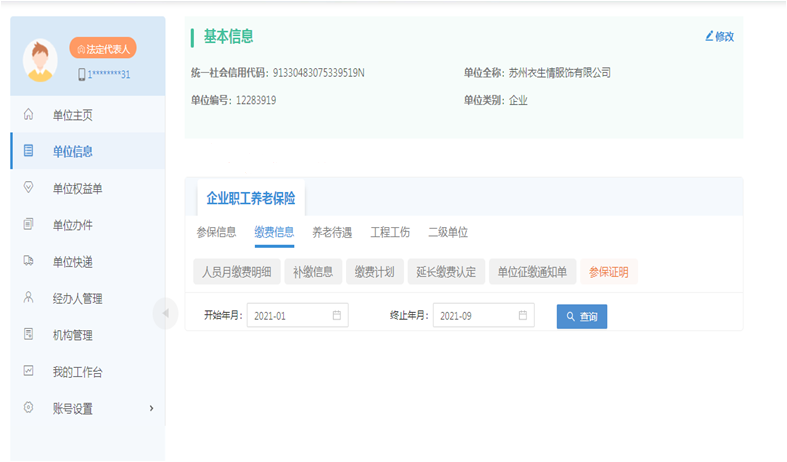 法定代表人
1********31
单位主页
单位信息
单位权益单
单位办件
单位快递
经办人管理
机构管理
我的工作台
账号设置
基本信息
修改
统一社会信用代码：91330483075339519N
单位全称：苏州衣生情服饰有限公司
单位编号：12283919
单位类别：企业
企业职工养老保险
参保信息 缴费信息 养老待遇 工程工伤 二级单位
人员月缴费明细 补缴信息 缴费计划 延长缴费认定 单位征缴通知单 参保证明
开始年月： 2021-01 终止年月： 2021-09 查询